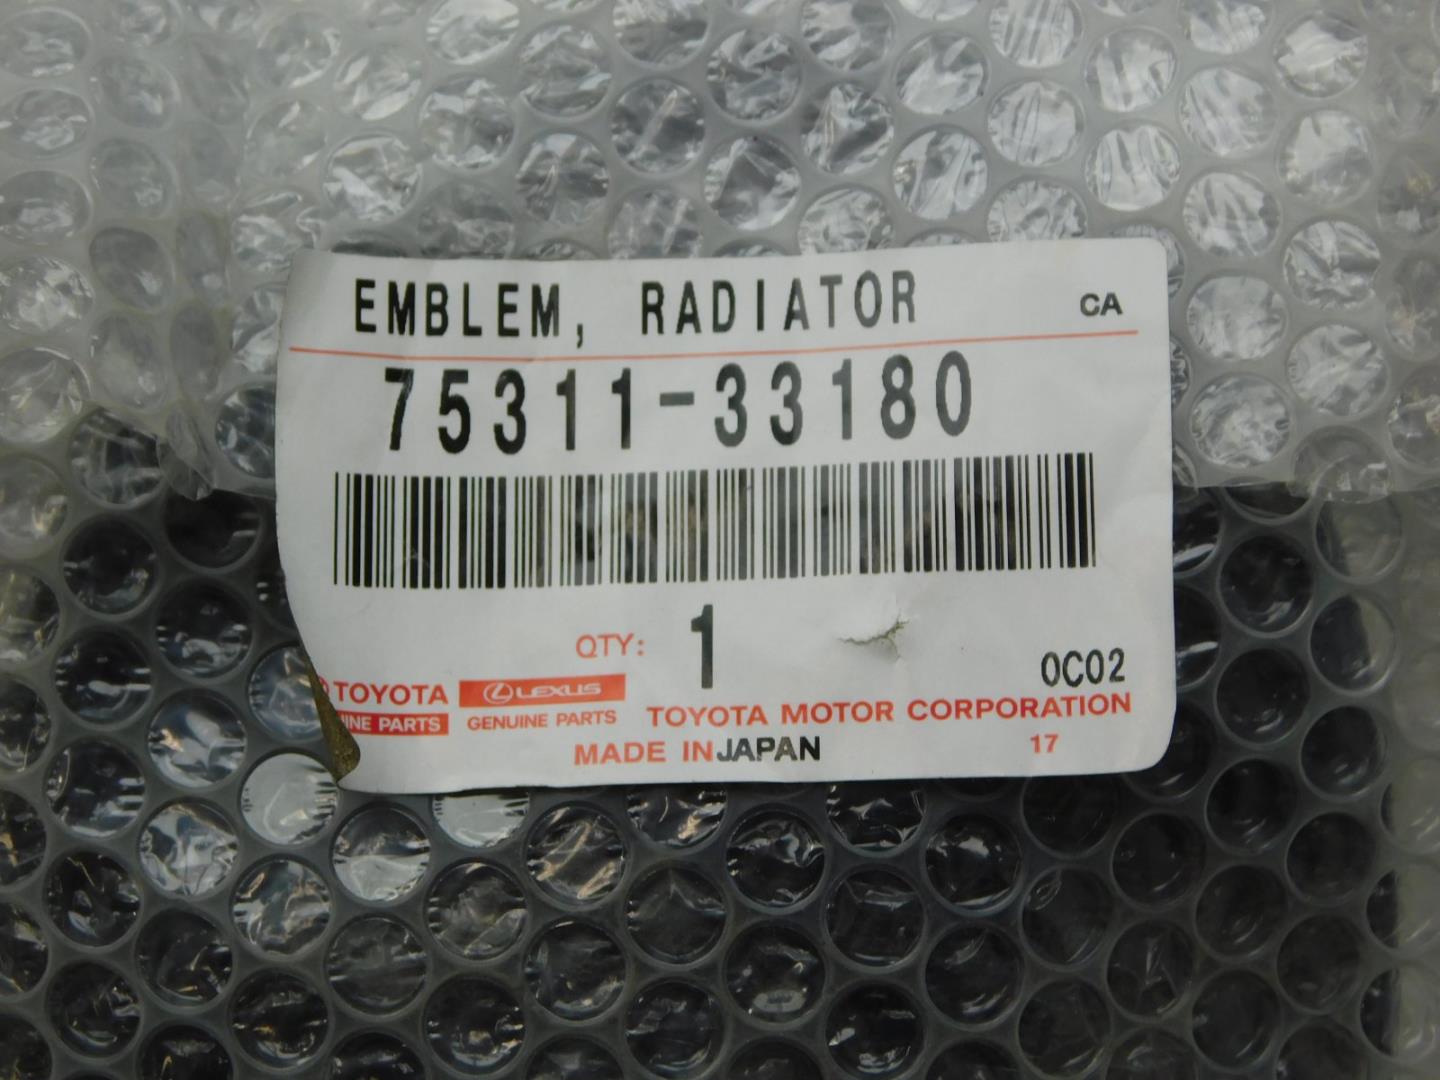 EMBLEM, RADIATOR CA
75311-33180
QTY: 1
0C02
TOYOTA LEXUS
INE PARTS GENUINE PARTS TOYOTA MOTOR CORPORATION
MADE IN JAPAN 17